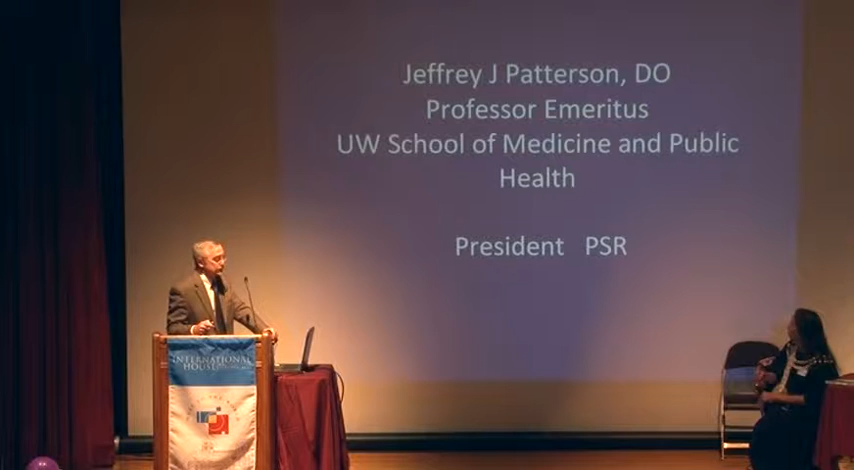 Jeffrey J Patterson, DO
Professor Emeritus
UW School of Medicine and Public
Health
President PSR
INTERNATIONAL
HOUSE